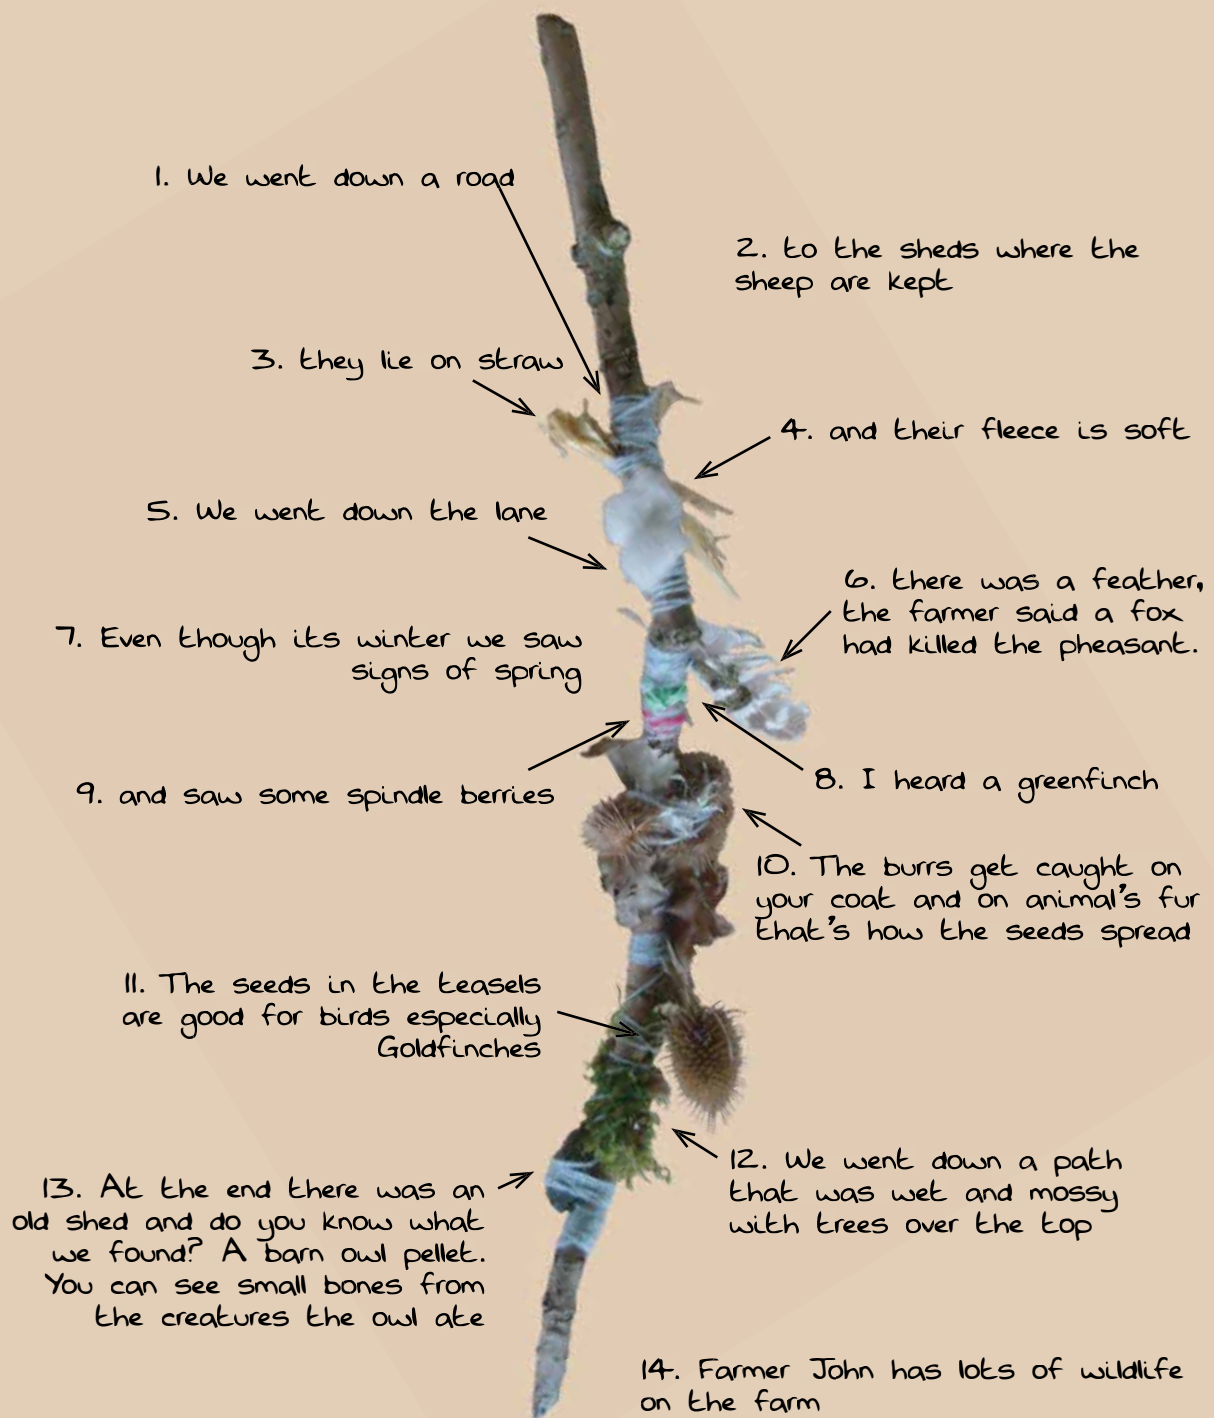 1. We went down a road
2. to the sheds where the
sheep are kept
3. they lie on straw
4. and their fleece is soft
5. We went down the lane
6. there was a feather,
the farmer said a fox
had killed the pheasant.
7. Even though its winter we saw
signs of spring
8. I heard a greenfinch
9. and saw some spindle berries
10. The burrs get caught on
your coat and on animal's fur
that's how the seeds spread
11. The seeds in the teasels
are good for birds especially
Goldfinches
12. We went down a path
that was wet and mossy
with trees over the top
13. At the end there was an
old shed and do you know what
we found? A barn owl pellet.
You can see small bones from
the creatures the owl ate
14. Farmer John has lots of wildlife
on the farm